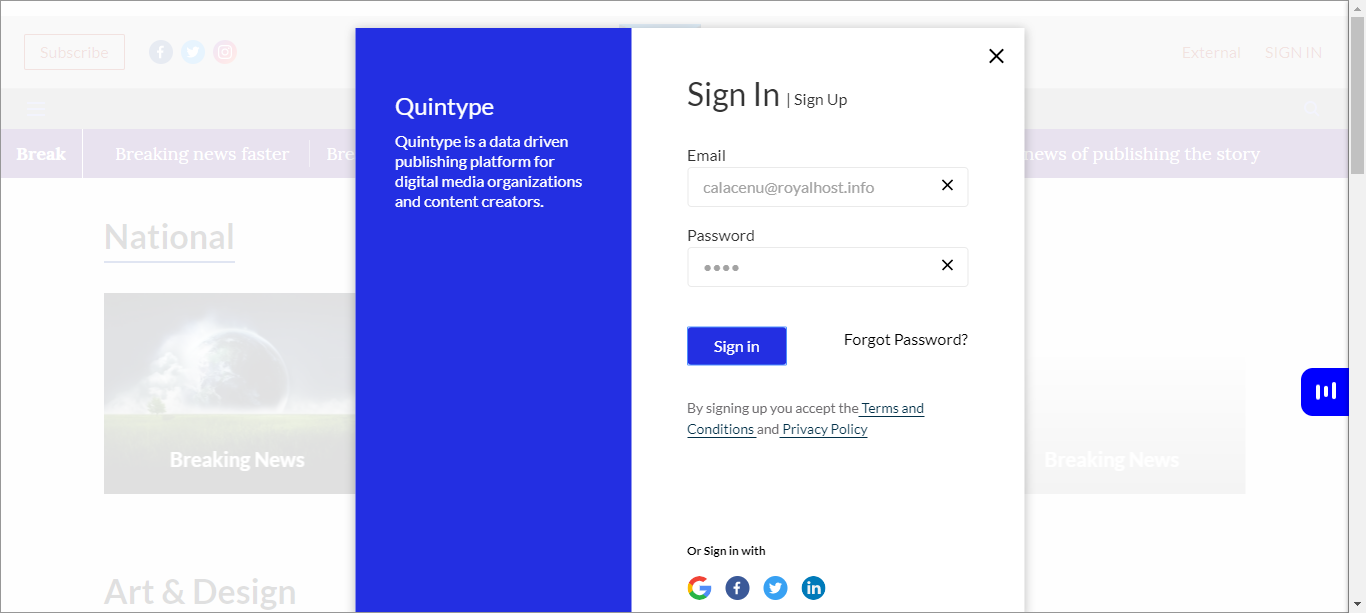 Subscribe
External
SIGN IN
Break
Breaking news faster
Bre
news of publishing the story
National
Breaking News
Breaking News
Art & Design
Quintype
Quintype is a data driven
publishing platform for
digital media organizations
and content creators.
Sign In | Sign Up
Email
calacenu@royalhost.info
Password
Sign in
Forgot Password?
By signing up you accept the Terms and
Conditions and Privacy Policy
Or Sign in with